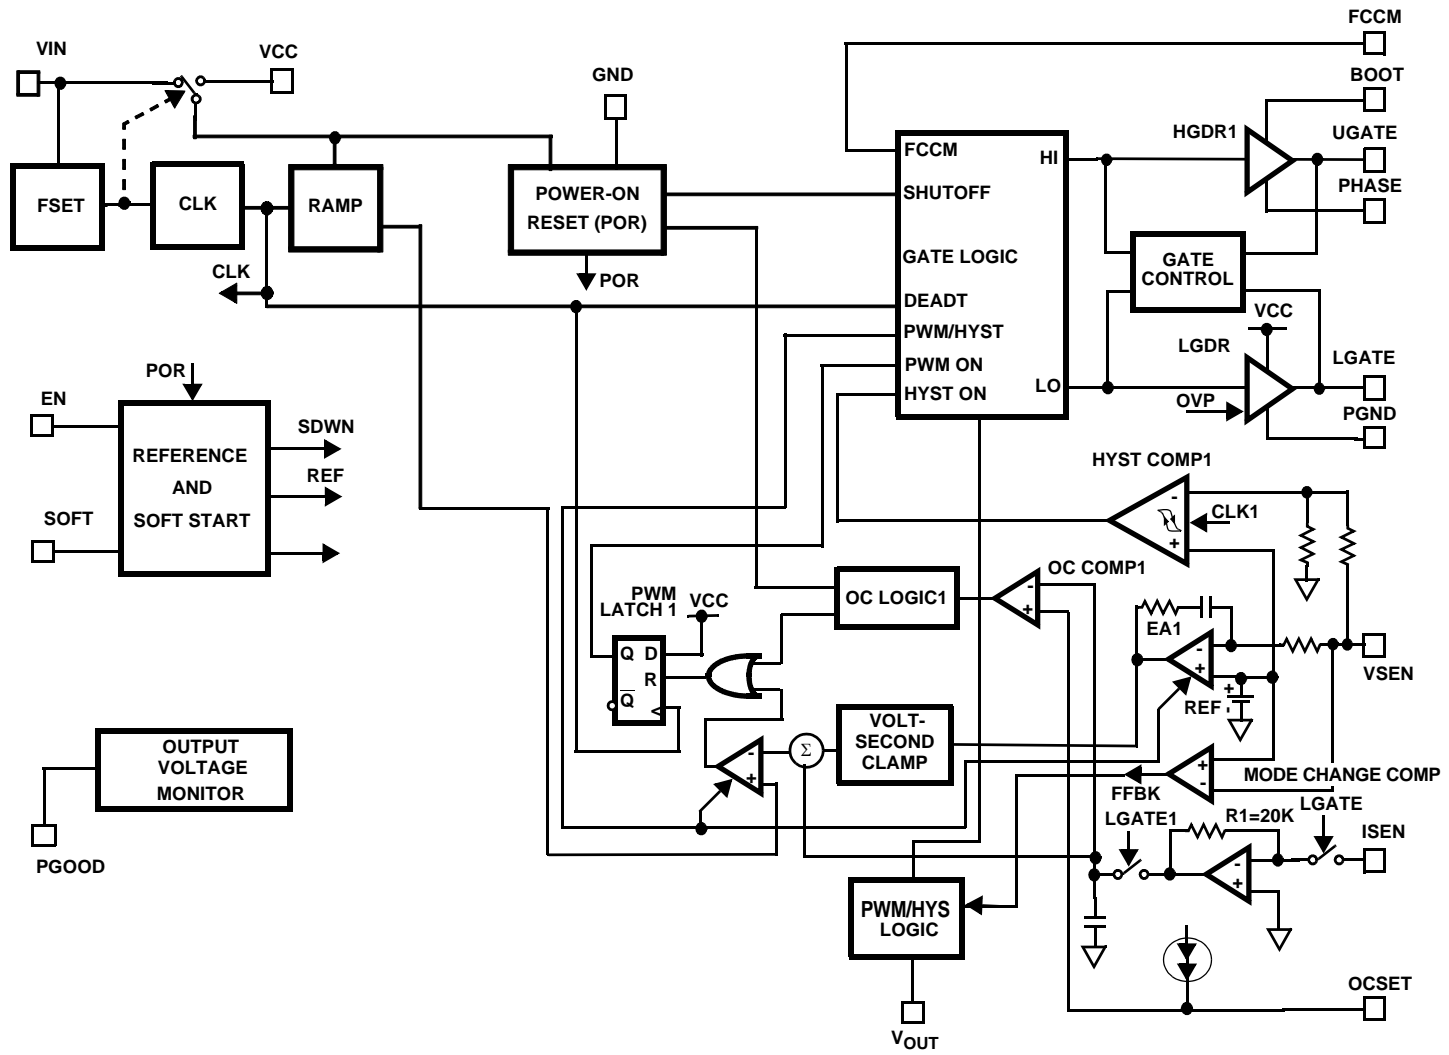 FCCM
VIN
VCC
GND
BOOT
HGDR1
UGATE
PHASE
FSET
CLK
RAMP
POWER-ON
RESET (POR)
FCCM
HI
SHUTOFF
GATE LOGIC
DEADT
PWM/HYST
PWM ON
HYST ON
LO
GATE
CONTROL
CLK
POR
VCC
LGDR
LGATE
OVP
PGND
POR
EN
SDWN
REFERENCE
AND
SOFT START
REF
SOFT
HYST COMP1
-
CLK1
+
OC COMP1
-
+
OC LOGIC1
PWM
LATCH 1
VCC
Q D
R
Q
<
EA1
-
+
REF
+
-
VSEN
VOLT-
SECOND
CLAMP
Σ
-
+
OUTPUT
VOLTAGE
MONITOR
PGOOD
+
-
MODE CHANGE COMP
FFBK
LGATE1
R1=20K
LGATE
ISEN
-
+
PWM/HYS
LOGIC
VOUT
OCSET